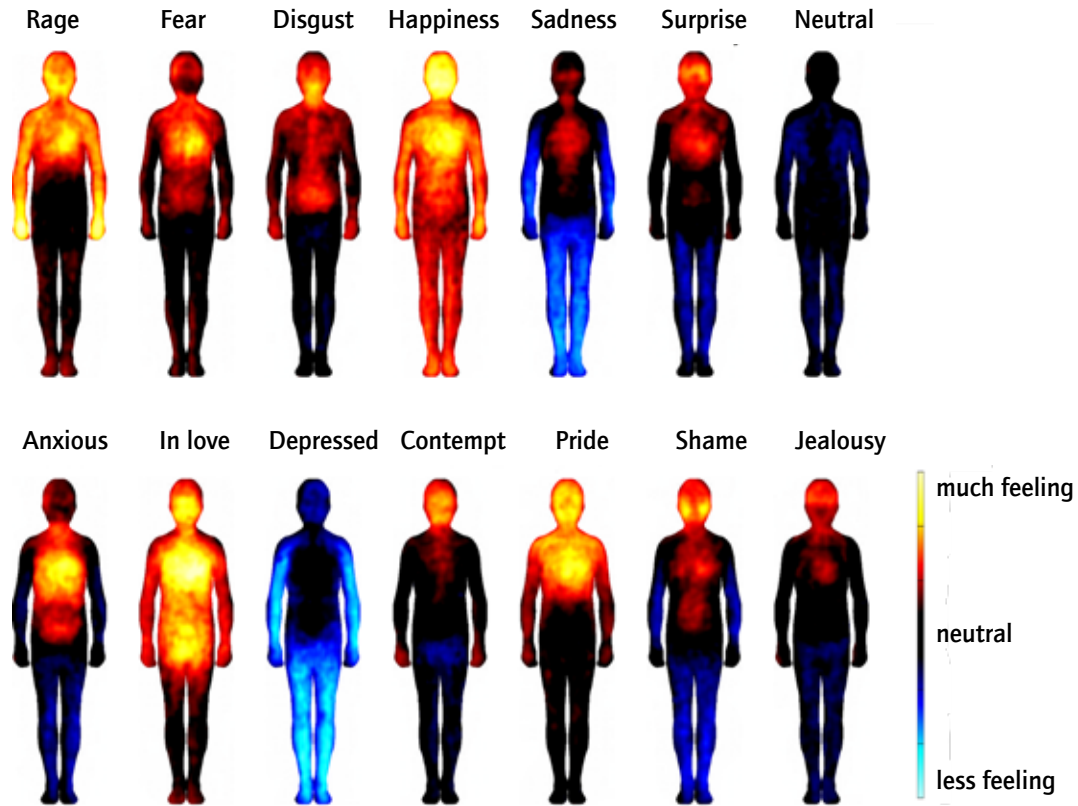 Rage Fear Disgust Happiness Sadness Surprise Neutral
Anxious In love Depressed Contempt Pride Shame Jealousy
much feeling
neutral
less feeling